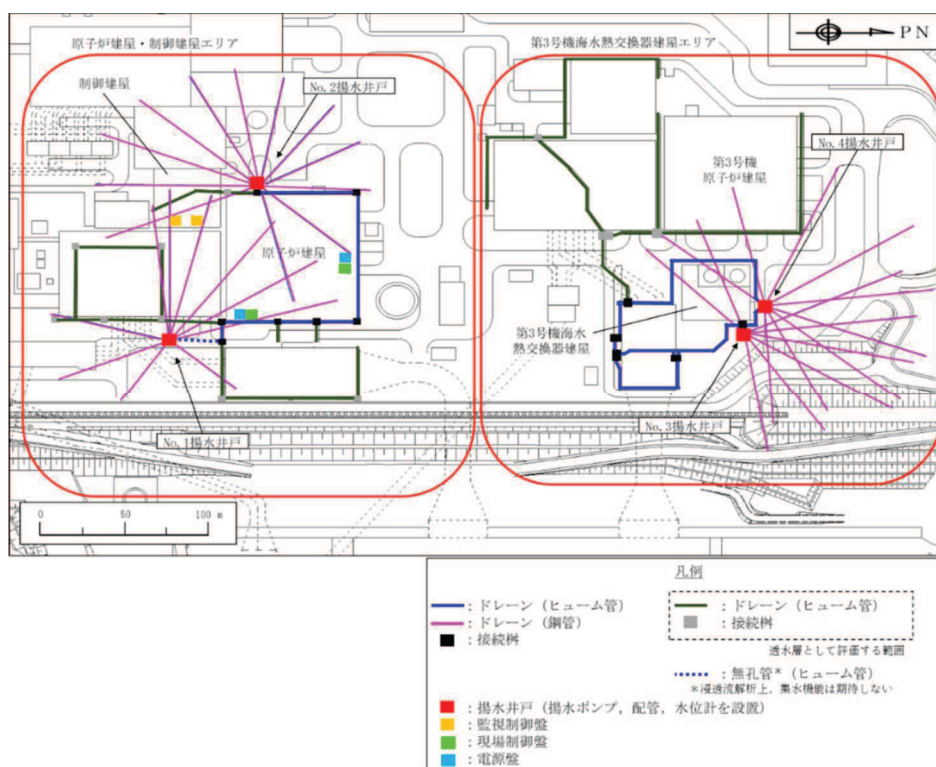 原子炉建屋・制御建屋エリア
第3号機海水熱交換器建屋エリア
PN
制御建屋
No.2揚水井戸
No.4揚水井戸
第3号機
原子炉建屋
原子炉建屋
第3号機海水
熱交換器建屋
No.1揚水井戸
No.3揚水井戸
0 50 100 m
凡例
:ドレーン(ヒューム管)
:ドレーン(鋼管)
:接続桝
:ドレーン(ヒューム管)
:接続桝
透水層として評価する範囲
:無孔管*(ヒューム管)
*浸透流解析上,集水機能は期待しない
:揚水井戸(揚水ポンプ,配管,水位計を設置)
:監視制御盤
:現場制御盤
:電源盤